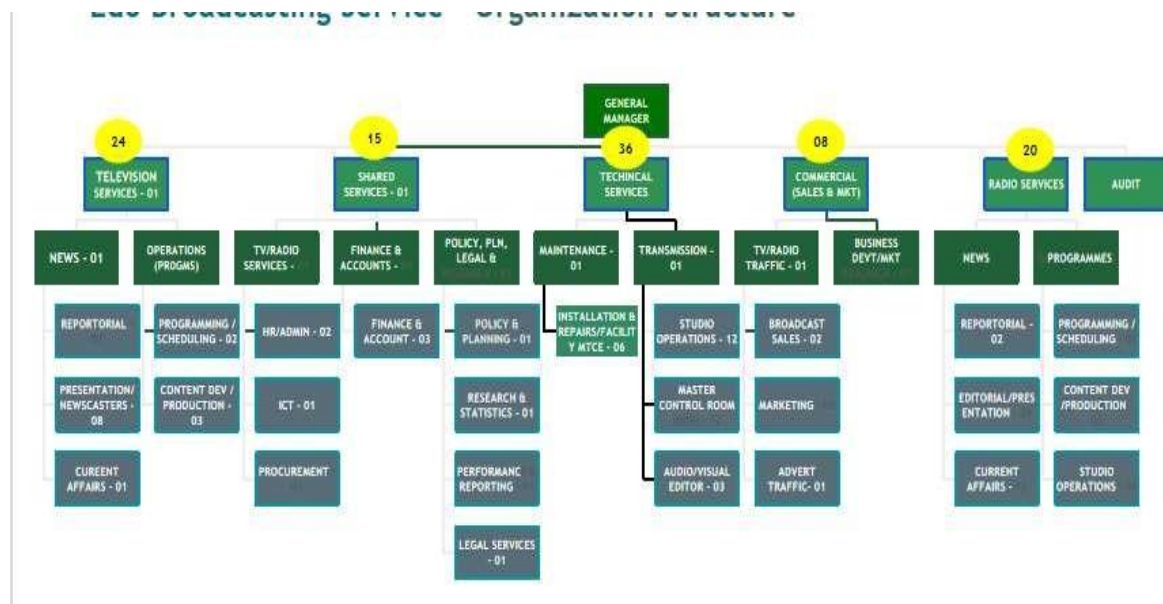 Edo Broadcasting Service - Organization Structure
GENERAL
MANAGER
24
15
36
08
20
TELEVISION
SERVICES - 01
SHARED
SERVICES - 01
TECHINCAL
SERVICES
COMMERCIAL
(SALES & MKT)
RADIO SERVICES
AUDIT
NEWS - 01
OPERATIONS
(PROGMS)
TV/RADIO
SERVICES -
FINANCE &
ACCOUNTS -
POLICY, PLN,
LEGAL &
MAINTENANCE -
01
TRANSMISSION -
01
TV/RADIO
TRAFFIC - 01
BUSINESS
DEVT/MKT
NEWS
PROGRAMMES
REPORTORIAL
PROGRAMMING /
SCHEDULING - 02
HR/ADMIN - 02
FINANCE &
ACCOUNT - 03
POLICY &
PLANNING - 01
INSTALLATION &
REPAIRS/FACILIT
Y MTCE - 06
STUDIO
OPERATIONS - 12
BROADCAST
SALES - 02
REPORTORIAL -
02
PROGRAMMING /
SCHEDULING
PRESENTATION/
NEWSCASTERS -
08
CONTENT DEV /
PRODUCTION -
03
ICT - 01
RESEARCH &
STATISTICS - 01
MASTER
CONTROL ROOM
MARKETING
EDITORIAL/PRES
ENTATION
CONTENT DEV
/PRODUCTION
CUREENT
AFFAIRS - 01
PROCUREMENT
PERFORMANC
REPORTING
AUDIO/VISUAL
EDITOR - 03
ADVERT
TRAFFIC- 01
CURRENT
AFFAIRS -
STUDIO
OPERATIONS
LEGAL SERVICES
- 01